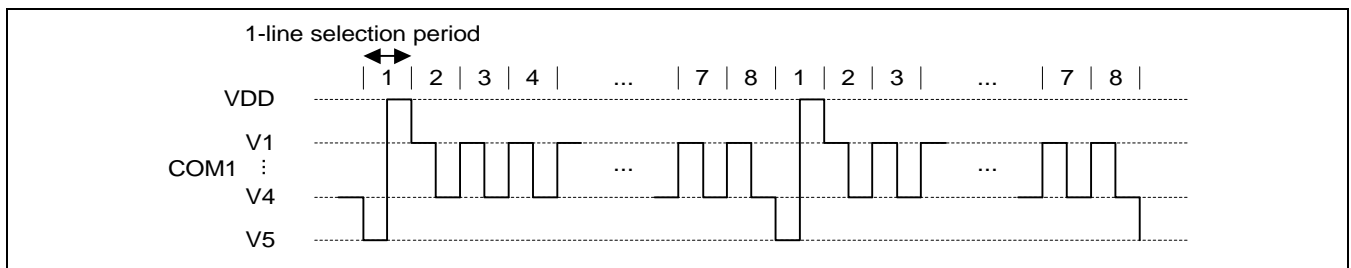 1-line selection period
| 1 | 2 | 3 | 4 | ... | 7 | 8 | 1 | 2 | 3 | ... | 7 | 8 |
VDD
V1
COM1 ⋮ ... ...
V4
V5